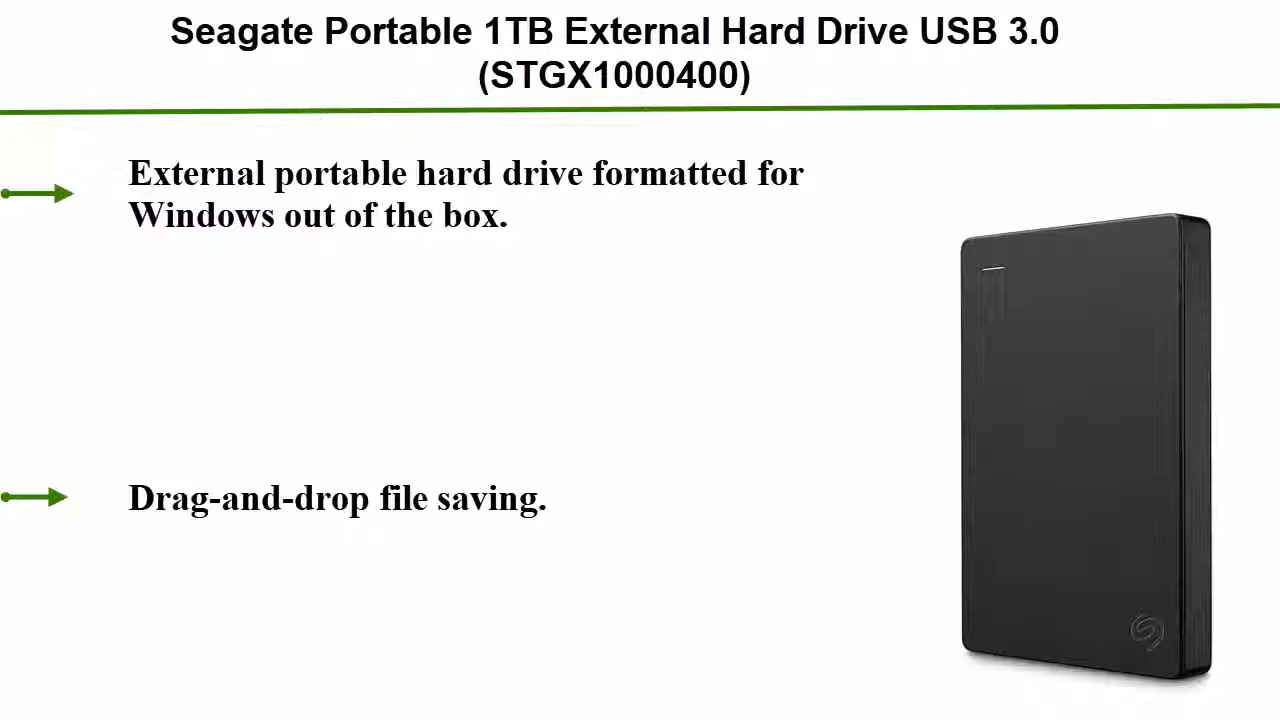 Seagate Portable 1TB External Hard Drive USB 3.0
(STGX1000400)
External portable hard drive formatted for
Windows out of the box.
Drag-and-drop file saving.